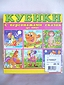 КУБИКИ
С ПЕРСОНАЖАМИ СКАЗОК